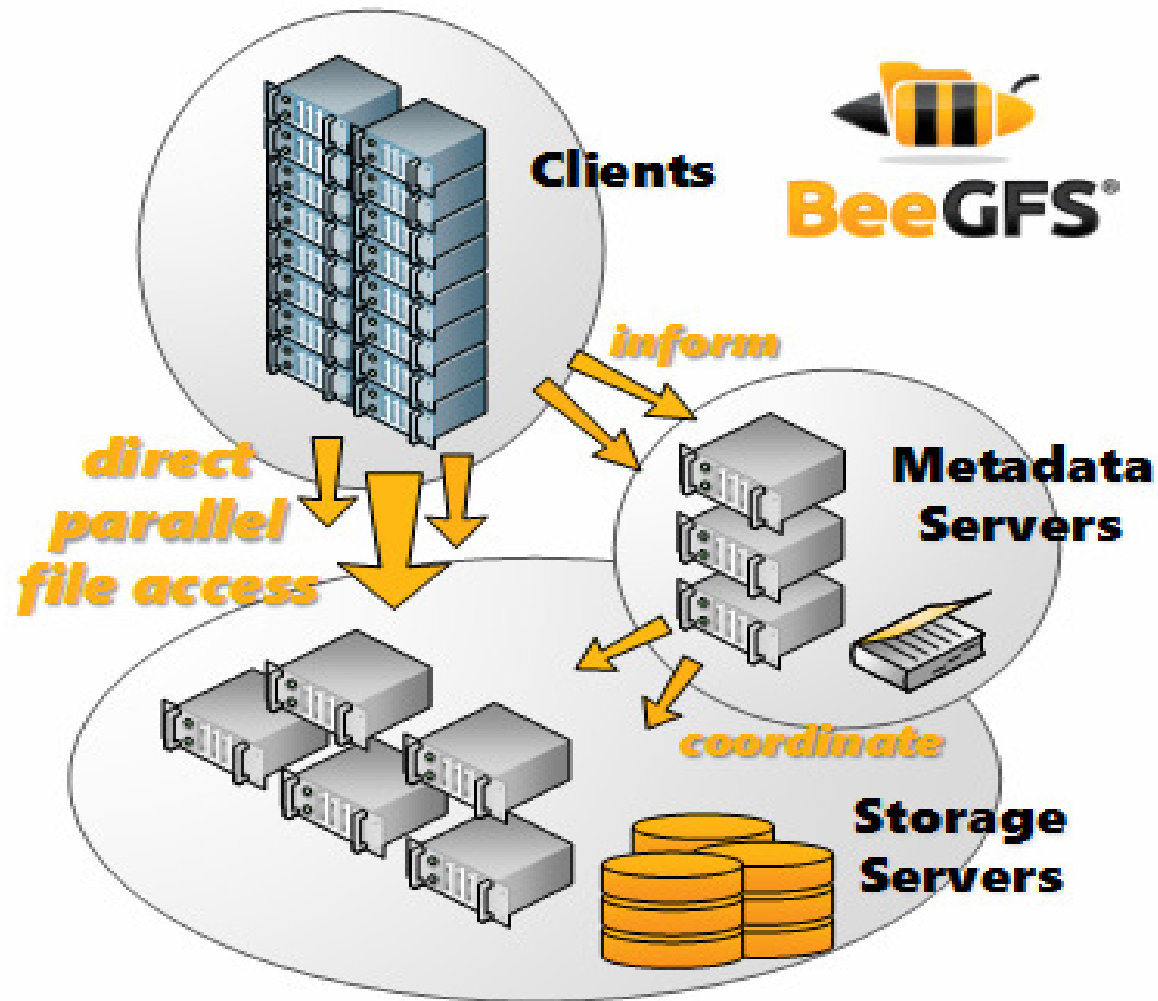 Clients
BeeGFS®
inform
direct
parallel
file access
Metadata
Servers
coordinate
Storage
Servers